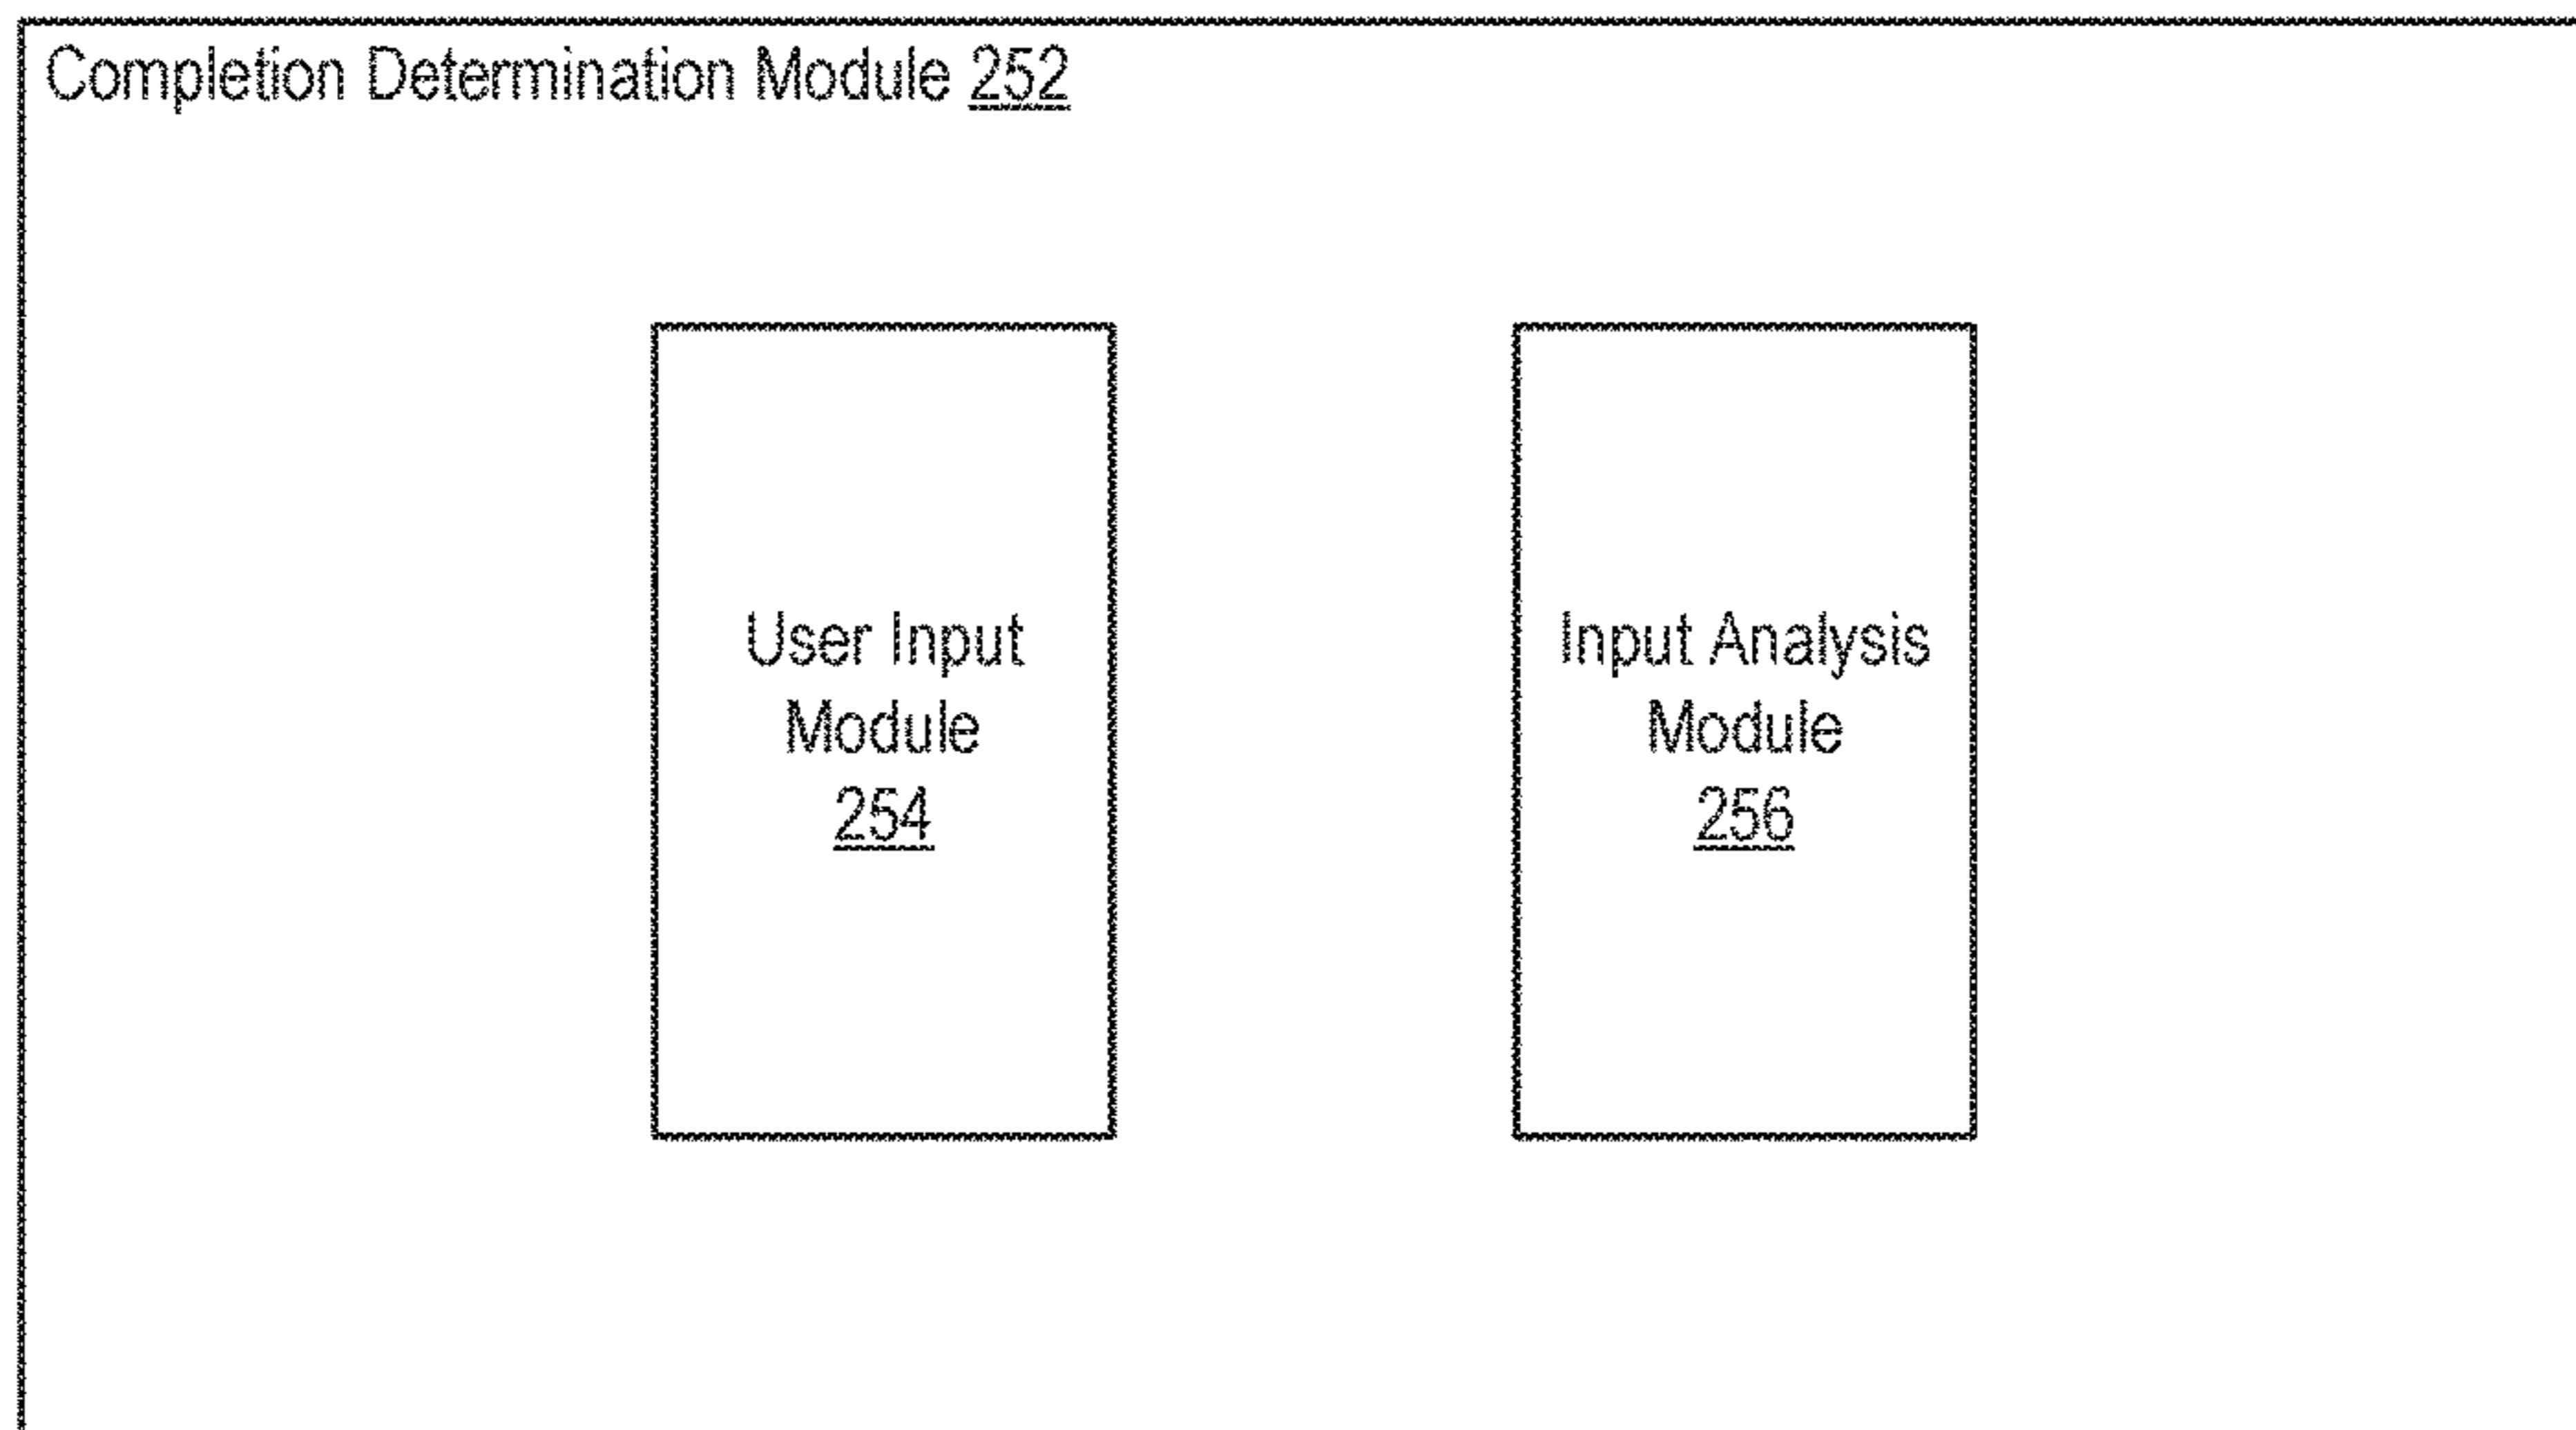 Completion Determination Module 252
User Input
Module
254
Input Analysis
Module
256